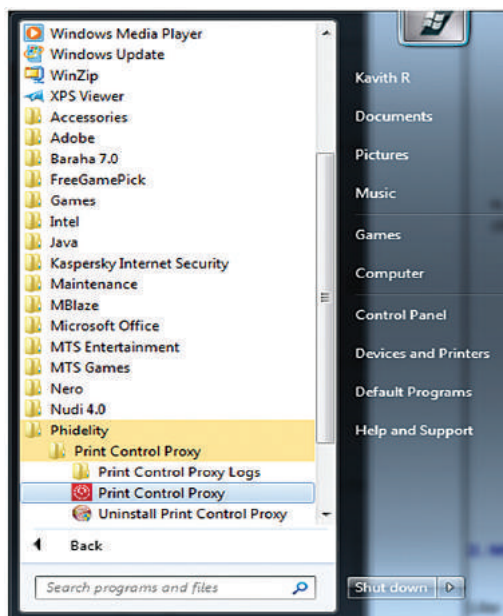 Windows Media Player
Windows Update
WinZip
XPS Viewer
Accessories
Adobe
Baraha 7.0
FreeGamePick
Games
Intel
Java
Kaspersky Internet Security
Maintenance
MBlaze
Microsoft Office
MTS Entertainment
MTS Games
Nero
Nudi 4.0
Phidelity
Print Control Proxy
Print Control Proxy Logs
Print Control Proxy
Uninstall Print Control Proxy
Back
Search programs and files
Kavith R
Documents
Pictures
Music
Games
Computer
Control Panel
Devices and Printers
Default Programs
Help and Support
Shut down